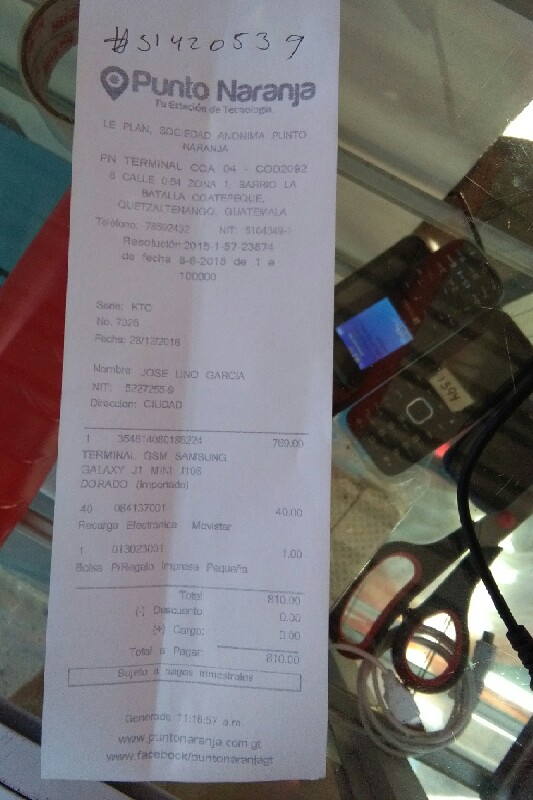 #51420539
Punto Naranja
Tu Estación de Tecnología
LE PLAN, SOCIEDAD ANONIMA PUNTO
NARANJA
PN TERMINAL CCA 04 - COD2092
6 CALLE 0-54 ZONA 1, BARRIO LA
BATALLA COATEPEQUE,
QUETZALTENANGO, GUATEMALA
Teléfono: 78502432 NIT: 5104349-1
Resolución:2015-1-57-23874
de fecha 8-6-2015 de 1 a
100000
Serie: KTC
No. 7325
Fecha: 28/12/2016
Nombre: JOSE LINO GARCIA
NIT: 5227255-9
Direccion: CIUDAD
1 354814080188224 769.00
TERMINAL GSM SAMSUNG
GALAXY J1 MINI J106
DORADO (Importado)
40 084137001 40.00
Recarga Electronica Movistar
1 013023001 1.00
Bolsa P/Regalo Impresa Pequeña
Total: 810.00
(-) Descuento 0.00
(+) Cargo: 0.00
Total a Pagar: 810.00
Sujeto a pagos trimestrales
Generado 11:16:57 a.m.
www.puntonaranja.com.gt
www.facebook/puntonaranjagt